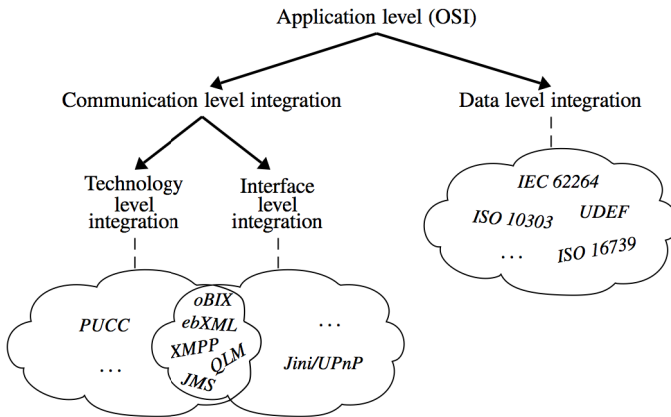 Application level (OSI)
Communication level integration
Data level integration
Technology
level
integration
Interface
level
integration
IEC 62264
ISO 10303
UDEF
...
ISO 16739
PUCC
...
oBIX
ebXML
XMPP
QLM
JMS
...
Jini/UPnP